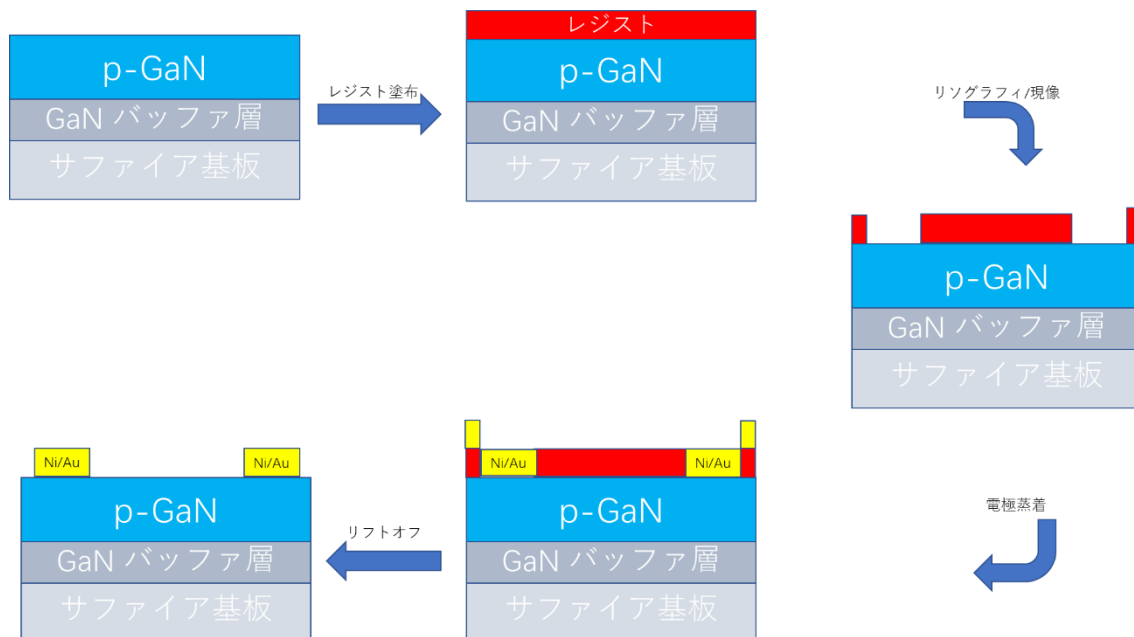 p-GaN
GaN バッファ層
サファイア基板
レジスト塗布
レジスト
p-GaN
GaN バッファ層
サファイア基板
リソグラフィ/現像
p-GaN
GaN バッファ層
サファイア基板
電極蒸着
Ni/Au
Ni/Au
p-GaN
GaN バッファ層
サファイア基板
リフトオフ
Ni/Au
Ni/Au
p-GaN
GaN バッファ層
サファイア基板